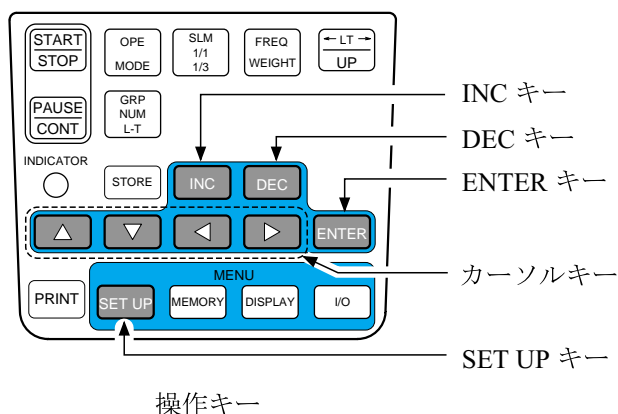 START
STOP
OPE
MODE
SLM
1/1
1/3
FREQ
WEIGHT
LT
UP
PAUSE
CONT
GRP
NUM
L-T
INDICATOR
STORE
INC
DEC
ENTER
MENU
PRINT
SET UP
MEMORY
DISPLAY
I/O
INC キー
DEC キー
ENTER キー
カーソルキー
SET UP キー
操作キー